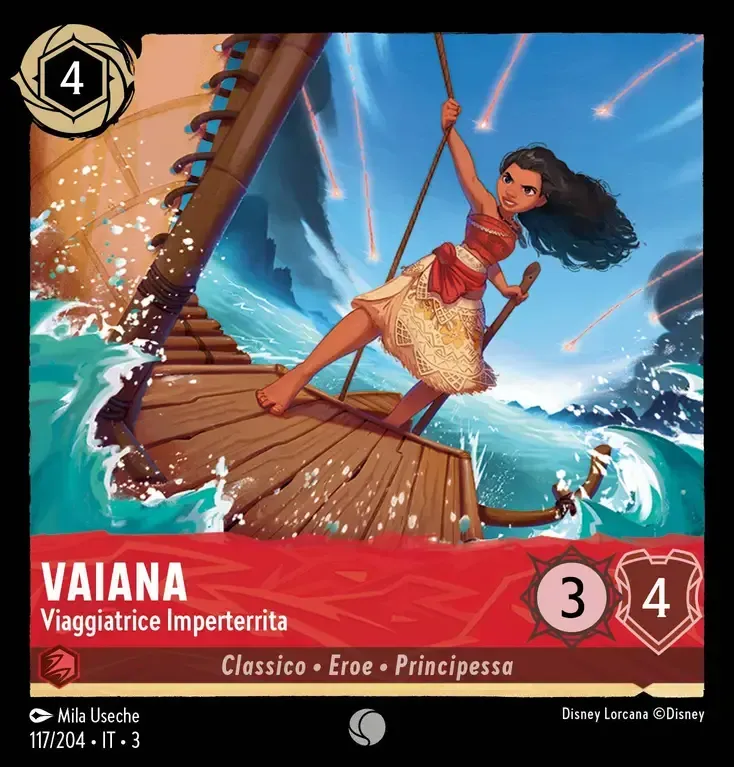 4
VAIANA
Viaggiatrice Imperterrita
3
4
Classico • Eroe • Principessa
Mila Useche
Disney Lorcana ©Disney
117/204 • IT • 3